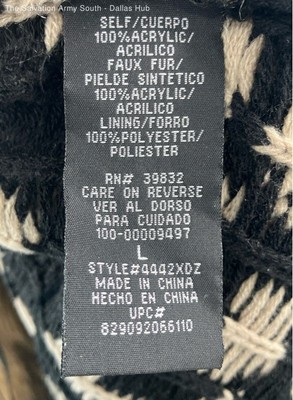 The Salvation Army South - Dallas Hub
SELF/CUERPO
100%ACRYLIC/
ACRILICO
FAUX FUR/
PIELDE SINTETICO
100%ACRYLIC/
ACRILICO
LINING/FORRO
100%POLYESTER/
POLIESTER
RN# 39832
CARE ON REVERSE
VER AL DORSO
PARA CUIDADO
100-00009497
L
STYLE#4442XDZ
MADE IN CHINA
HECHO EN CHINA
UPC#
829092066110